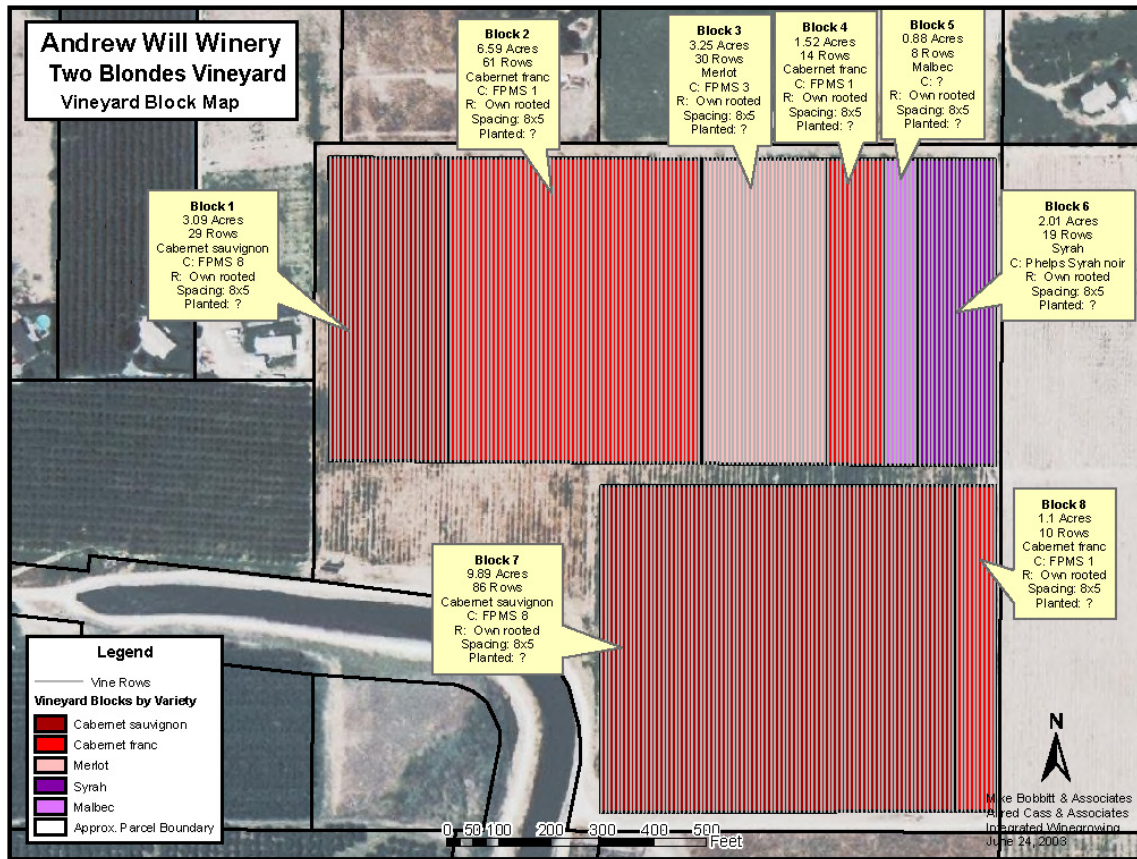 Andrew Will Winery
Two Blondes Vineyard
Vineyard Block Map
Block 1
3.09 Acres
29 Rows
Cabernet sauvignon
C: FPMS 8
R: Own rooted
Spacing: 8x5
Planted: ?
Block 2
6.59 Acres
61 Rows
Cabernet franc
C: FPMS 1
R: Own rooted
Spacing: 8x5
Planted: ?
Block 3
3.25 Acres
30 Rows
Merlot
C: FPMS 3
R: Own rooted
Spacing: 8x5
Planted: ?
Block 4
1.52 Acres
14 Rows
Cabernet franc
C: FPMS 1
R: Own rooted
Spacing: 8x5
Planted: ?
Block 5
0.88 Acres
8 Rows
Malbec
C: ?
R: Own rooted
Spacing: 8x5
Planted: ?
Block 6
2.01 Acres
19 Rows
Syrah
C: Phelps Syrah noir
R: Own rooted
Spacing: 8x5
Planted: ?
Block 7
9.89 Acres
86 Rows
Cabernet sauvignon
C: FPMS 8
R: Own rooted
Spacing: 8x5
Planted: ?
Block 8
1.1 Acres
10 Rows
Cabernet franc
C: FPMS 1
R: Own rooted
Spacing: 8x5
Planted: ?
Legend
Vine Rows
Vineyard Blocks by Variety
Cabernet sauvignon
Cabernet franc
Merlot
Syrah
Malbec
Approx. Parcel Boundary
0 50 100 200 300 400 500
Feet
N
Mike Bobbitt & Associates
Alfred Cass & Associates
Integrated Winegrowing
June 24, 2003